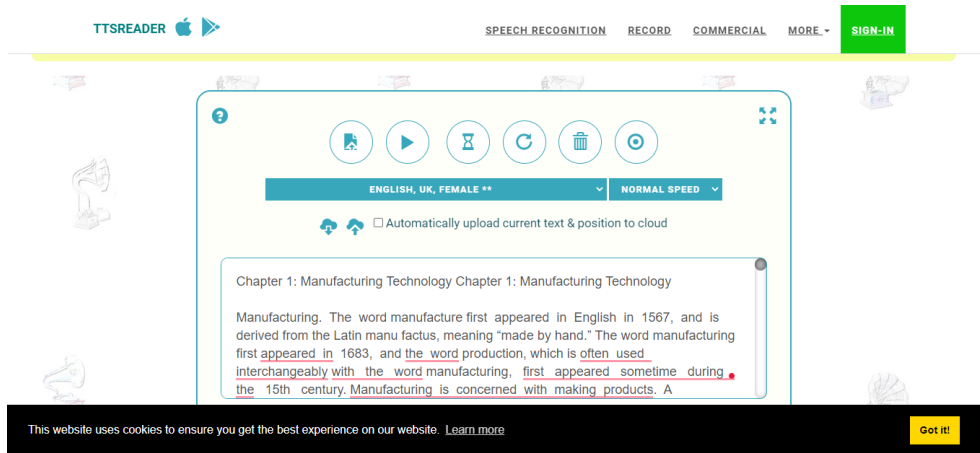 TTSREADER
SPEECH RECOGNITION RECORD COMMERCIAL MORE SIGN-IN
ENGLISH, UK, FEMALE ** NORMAL SPEED
Automatically upload current text & position to cloud
Chapter 1: Manufacturing Technology Chapter 1: Manufacturing Technology
Manufacturing. The word manufacture first appeared in English in 1567, and is
derived from the Latin manu factus, meaning “made by hand.” The word manufacturing
first appeared in 1683, and the word production, which is often used
interchangeably with the word manufacturing, first appeared sometime during
the 15th century. Manufacturing is concerned with making products. A
This website uses cookies to ensure you get the best experience on our website. Learn more
Got it!